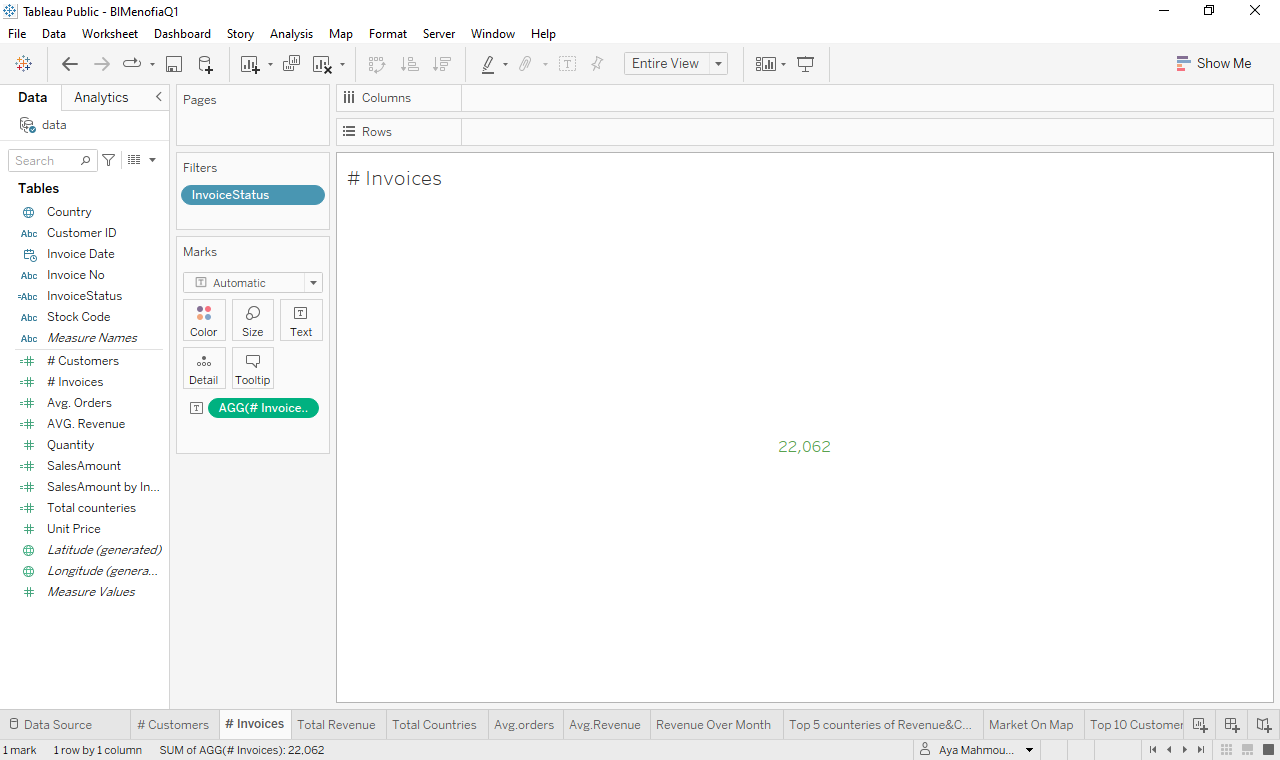 Tableau Public - BIMenofiaQ1
File Data Worksheet Dashboard Story Analysis Map Format Server Window Help
Entire View
Show Me
Data Analytics
data
Search
Tables
Country
Abc Customer ID
Invoice Date
Abc Invoice No
=Abc InvoiceStatus
Abc Stock Code
Abc Measure Names
=# # Customers
=# # Invoices
=# Avg. Orders
=# AVG. Revenue
# Quantity
=# SalesAmount
=# SalesAmount by In...
=# Total counteries
# Unit Price
Latitude (generated)
Longitude (genera...
# Measure Values
Pages
Filters
InvoiceStatus
Marks
T Automatic
Color Size T Text
Detail Tooltip
T AGG(# Invoice..
Columns
Rows
# Invoices
22,062
Data Source # Customers # Invoices Total Revenue Total Countries Avg.orders Avg.Revenue Revenue Over Month Top 5 counteries of Revenue&C... Market On Map Top 10 Customer
1 mark 1 row by 1 column SUM of AGG(# Invoices): 22,062 Aya Mahmou...